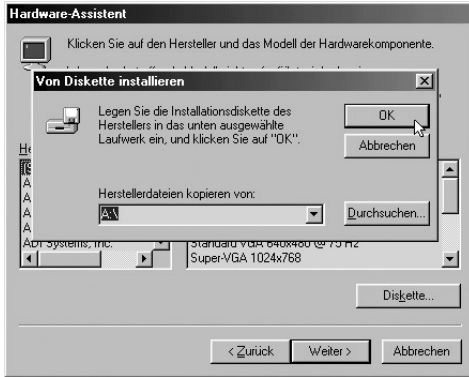 Hardware-Assistent
Klicken Sie auf den Hersteller und das Modell der Hardwarekomponente.
Von Diskette installieren
Legen Sie die Installationsdiskette des
Herstellers in das unten ausgewählte
Laufwerk ein, und klicken Sie auf "OK".
OK
Abbrechen
Herstellerdateien kopieren von:
A:\
Durchsuchen...
He
A
A
A
A
ADI Systems, Inc.
Standard VGA 640x480 @ 75 Hz
Super-VGA 1024x768
Diskette...
< Zurück
Weiter >
Abbrechen